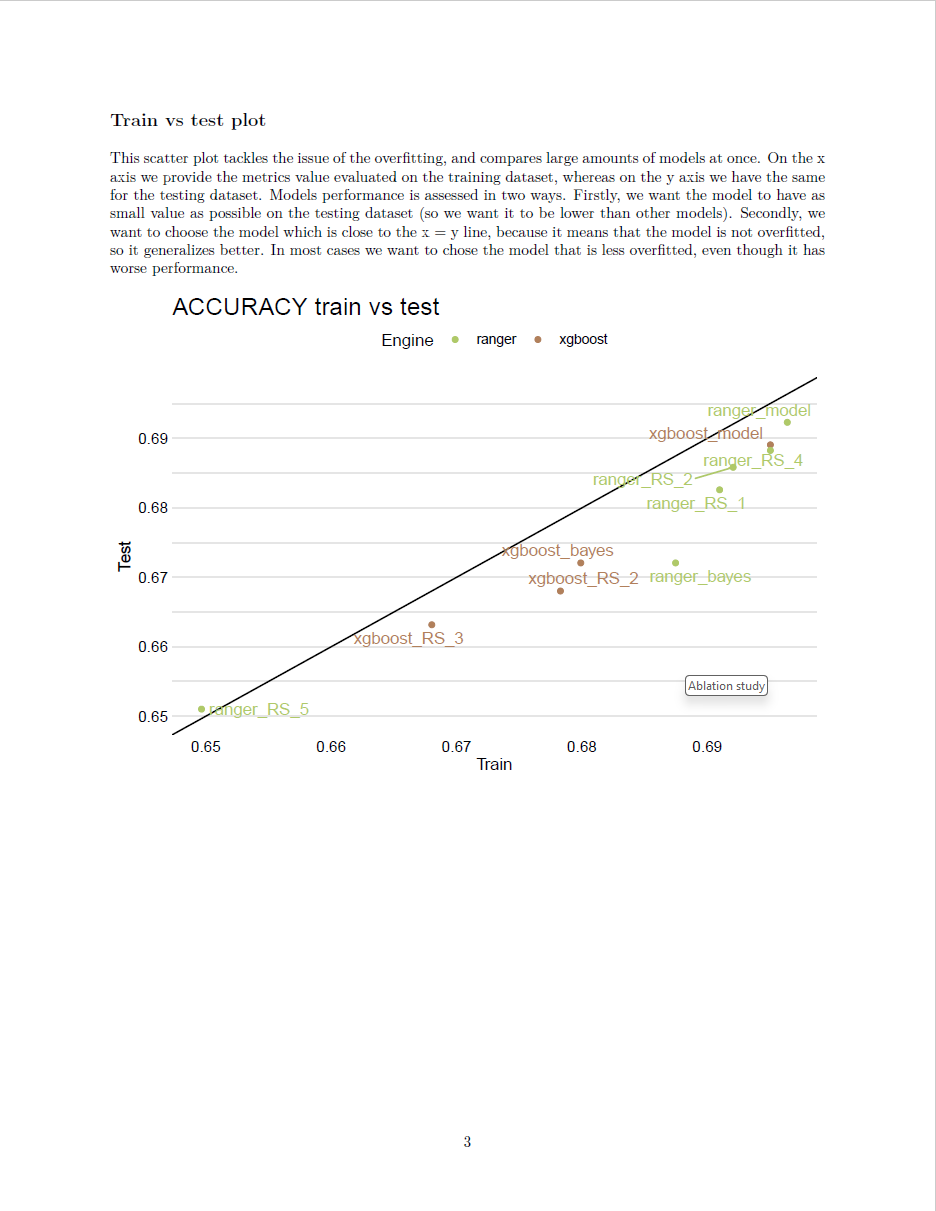 Train vs test plot
This scatter plot tackles the issue of the overfitting, and compares large amounts of models at once. On the x
axis we provide the metrics value evaluated on the training dataset, whereas on the y axis we have the same
for the testing dataset. Models performance is assessed in two ways. Firstly, we want the model to have as
small value as possible on the testing dataset (so we want it to be lower than other models). Secondly, we
want to choose the model which is close to the x = y line, because it means that the model is not overfitted,
so it generalizes better. In most cases we want to chose the model that is less overfitted, even though it has
worse performance.
ACCURACY train vs test
Engine ranger xgboost
ranger_model
xgboost_model
0.69
ranger_RS_4
ranger_RS_2
ranger_RS_1
0.68
xgboost_bayes
Test
0.67
xgboost_RS_2 ranger_bayes
xgboost_RS_3
0.66
Ablation study
ranger_RS_5
0.65
0.65 0.66 0.67 0.68 0.69
Train
3